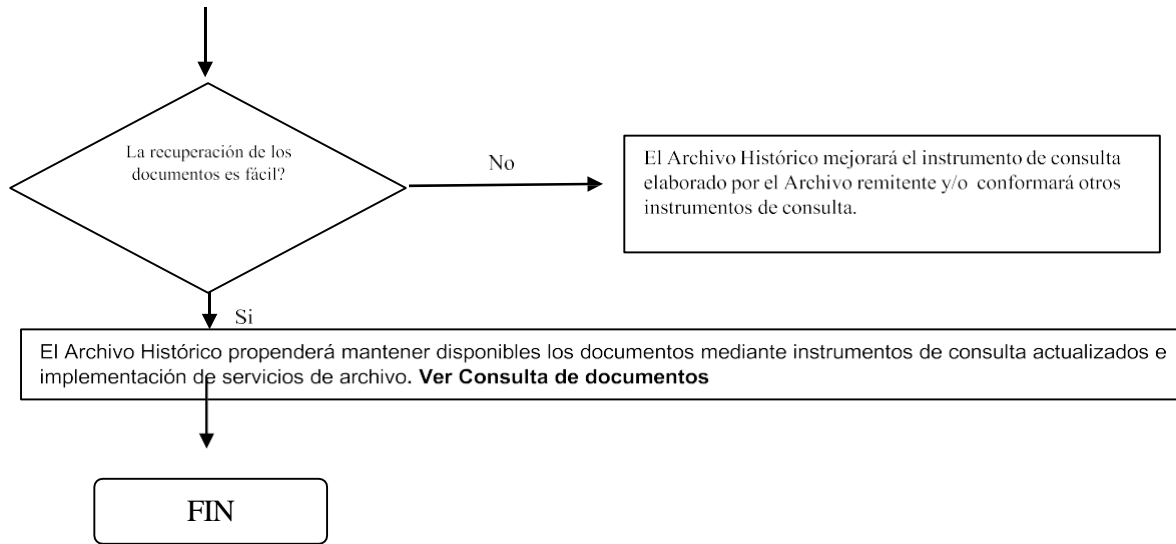 La recuperación de los
documentos es fácil?
No
El Archivo Histórico mejorará el instrumento de consulta
elaborado por el Archivo remitente y/o conformará otros
instrumentos de consulta.
Si
El Archivo Histórico propenderá mantener disponibles los documentos mediante instrumentos de consulta actualizados e
implementación de servicios de archivo. Ver Consulta de documentos
FIN